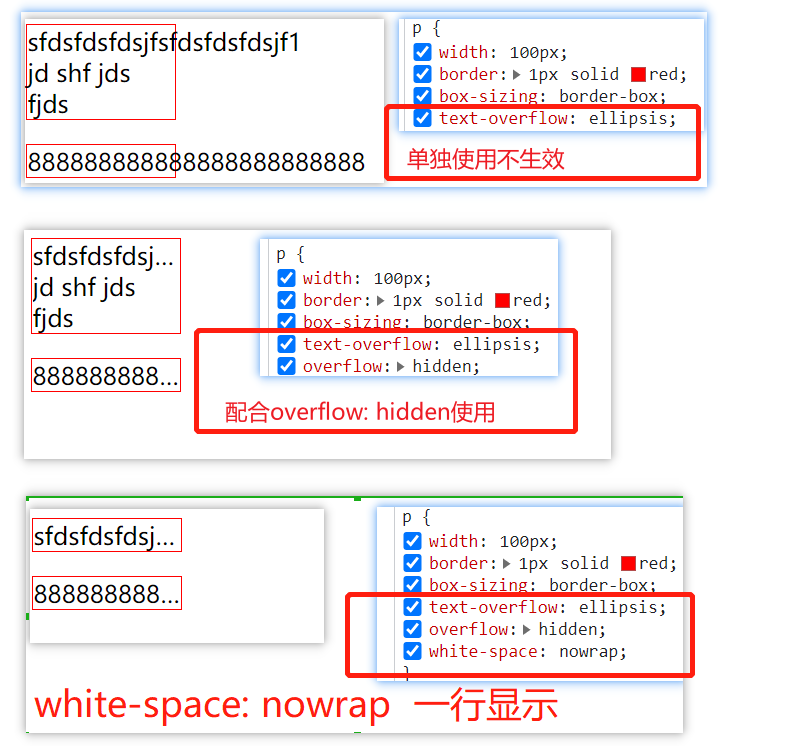 sfdsfdsfdsjfsfdsfdsfdsjf1
jd shf jds
fjds
888888888888888888888888
p {
width: 100px;
border: 1px solid red;
box-sizing: border-box;
text-overflow: ellipsis;
单独使用不生效
sfdsfdsfdsj...
jd shf jds
fjds
888888888...
p {
width: 100px;
border: 1px solid red;
box-sizing: border-box;
text-overflow: ellipsis;
overflow: hidden;
配合overflow: hidden使用
sfdsfdsfdsj...
888888888...
p {
width: 100px;
border: 1px solid red;
box-sizing: border-box;
text-overflow: ellipsis;
overflow: hidden;
white-space: nowrap;
}
white-space: nowrap 一行显示